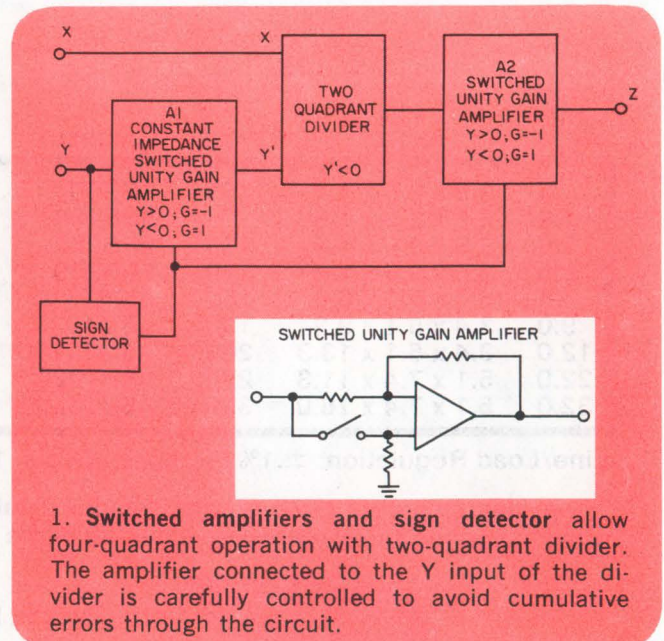 X
X
Y
A1
CONSTANT
IMPEDANCE
SWITCHED
UNITY GAIN
AMPLIFIER
Y>0; G=-1
Y<0; G=1
Y'
TWO
QUADRANT
DIVIDER
Y'<0
A2
SWITCHED
UNITY GAIN
AMPLIFIER
Y>0; G=-1
Y<0; G=1
Z
SIGN
DETECTOR
SWITCHED UNITY GAIN AMPLIFIER
1. Switched amplifiers and sign detector allow
four-quadrant operation with two-quadrant divider.
The amplifier connected to the Y input of the di-
vider is carefully controlled to avoid cumulative
errors through the circuit.